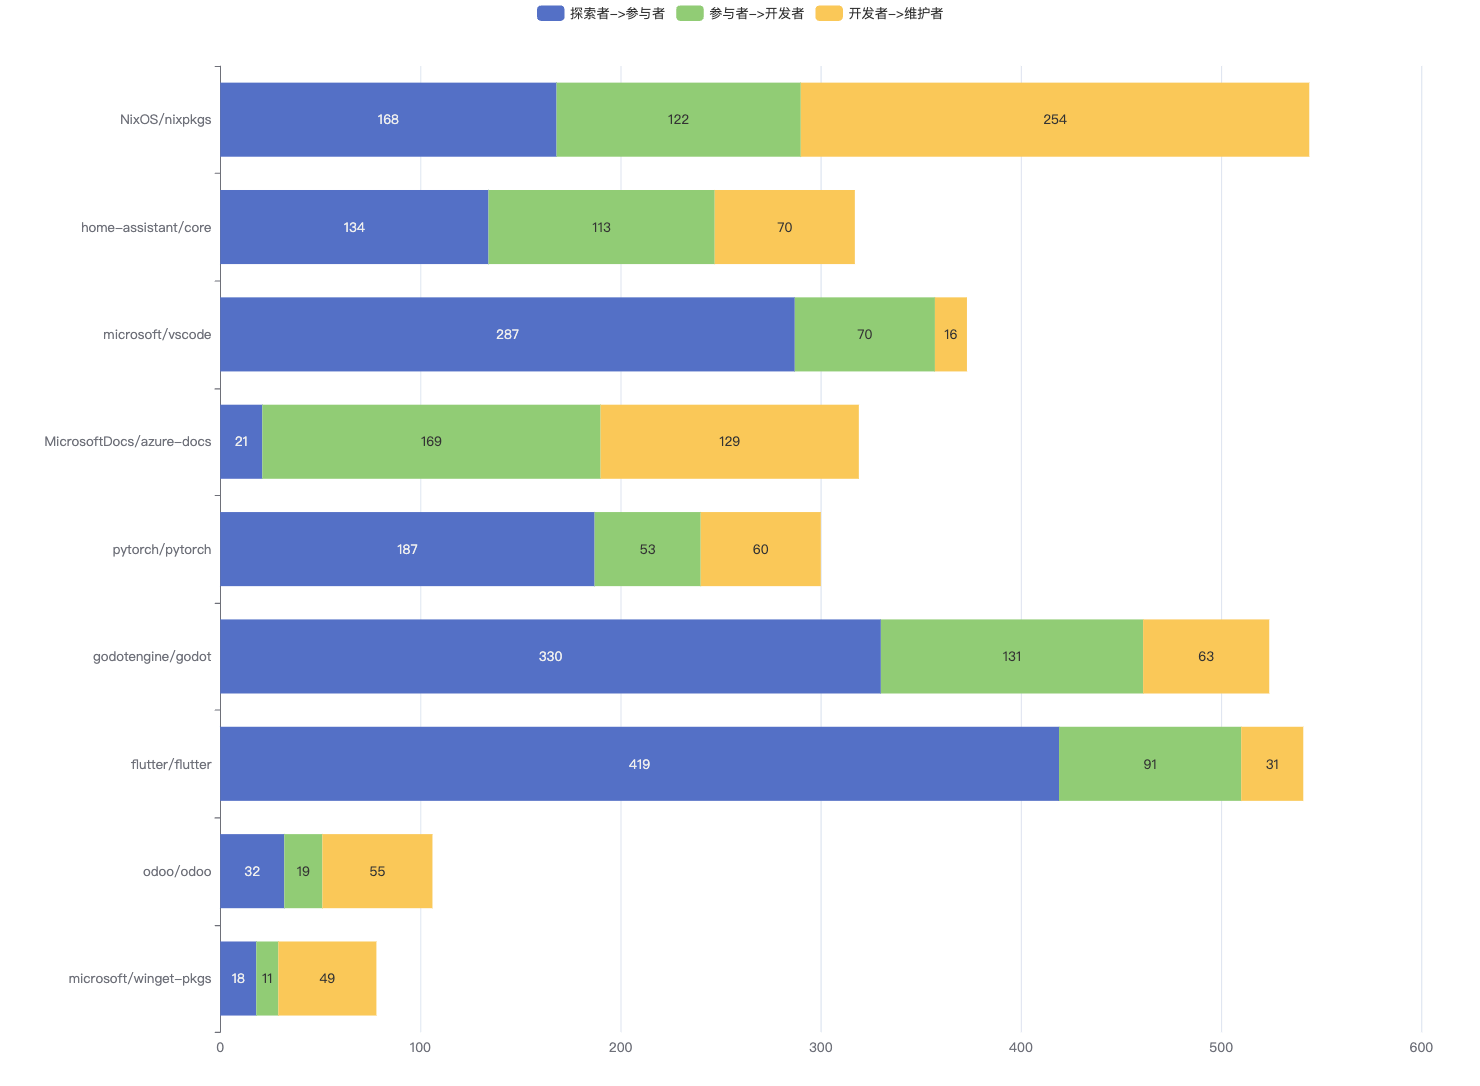 探索者->参与者 参与者->开发者 开发者->维护者
NixOS/nixpkgs 168 122 254
home-assistant/core 134 113 70
microsoft/vscode 287 70 16
MicrosoftDocs/azure-docs 21 169 129
pytorch/pytorch 187 53 60
godotengine/godot 330 131 63
flutter/flutter 419 91 31
odoo/odoo 32 19 55
microsoft/winget-pkgs 18 11 49
0 100 200 300 400 500 600